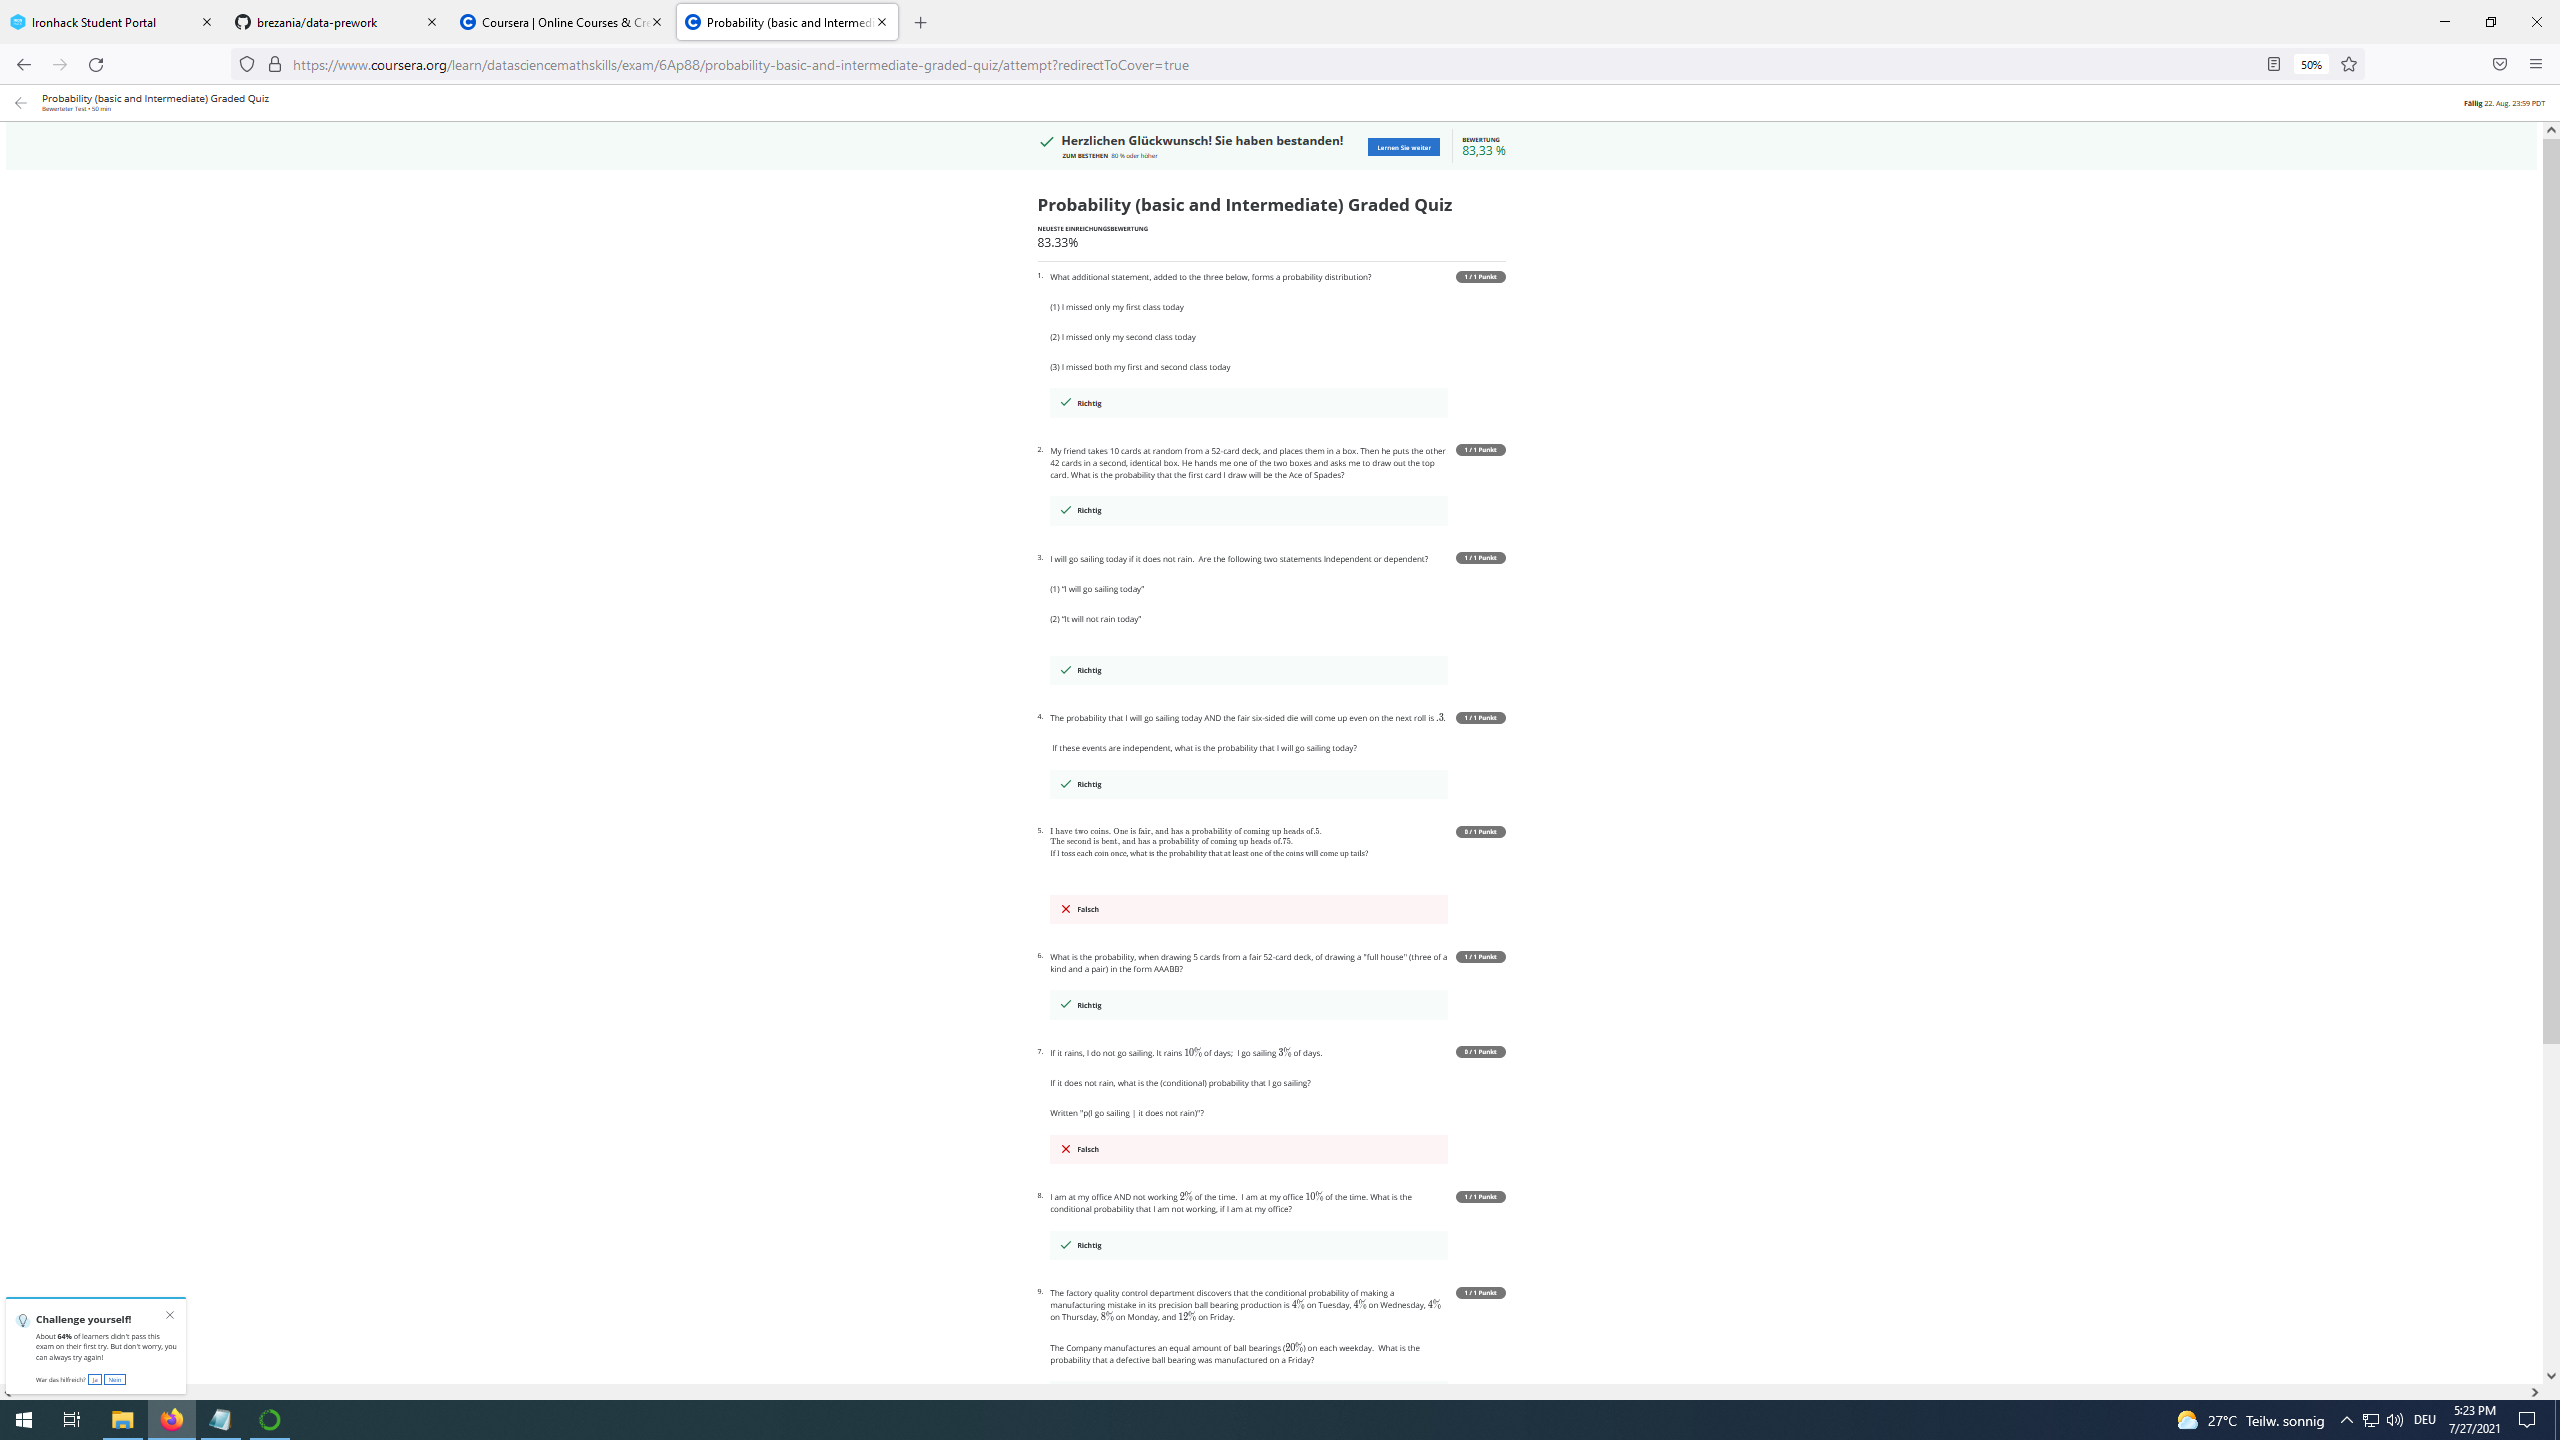 Ironhack Student Portal
brezania/data-prework
Coursera | Online Courses & Cre
Probability (basic and Intermedi
https://www.coursera.org/learn/datasciencemathskills/exam/6Ap88/probability-basic-and-intermediate-graded-quiz/attempt?redirectToCover=true
50%
Probability (basic and Intermediate) Graded Quiz
Bewerteter Test • 50 min
Fällig 22. Aug. 23:59 PDT
Herzlichen Glückwunsch! Sie haben bestanden!
ZUM BESTEHEN 80 % oder höher
Lernen Sie weiter
BEWERTUNG
83,33 %
Probability (basic and Intermediate) Graded Quiz
NEUESTE EINREICHUNGSBEWERTUNG
83.33%
1. What additional statement, added to the three below, forms a probability distribution?
1 / 1 Punkt
(1) I missed only my first class today
(2) I missed only my second class today
(3) I missed both my first and second class today
Richtig
2. My friend takes 10 cards at random from a 52-card deck, and places them in a box. Then he puts the other
1 / 1 Punkt
42 cards in a second, identical box. He hands me one of the two boxes and asks me to draw out the top
card. What is the probability that the first card I draw will be the Ace of Spades?
Richtig
3. I will go sailing today if it does not rain. Are the following two statements Independent or dependent?
1 / 1 Punkt
(1) “I will go sailing today”
(2) “It will not rain today”
Richtig
4. The probability that I will go sailing today AND the fair six-sided die will come up even on the next roll is .3.
1 / 1 Punkt
If these events are independent, what is the probability that I will go sailing today?
Richtig
5. I have two coins. One is fair, and has a probability of coming up heads of.5.
0 / 1 Punkt
The second is bent, and has a probability of coming up heads of.75.
If I toss each coin once, what is the probability that at least one of the coins will come up tails?
Falsch
6. What is the probability, when drawing 5 cards from a fair 52-card deck, of drawing a "full house" (three of a
1 / 1 Punkt
kind and a pair) in the form AAABB?
Richtig
7. If it rains, I do not go sailing. It rains 10% of days; I go sailing 3% of days.
0 / 1 Punkt
If it does not rain, what is the (conditional) probability that I go sailing?
Written "p(I go sailing | it does not rain)"?
Falsch
8. I am at my office AND not working 2% of the time. I am at my office 10% of the time. What is the
1 / 1 Punkt
conditional probability that I am not working, if I am at my office?
Richtig
9. The factory quality control department discovers that the conditional probability of making a
1 / 1 Punkt
manufacturing mistake in its precision ball bearing production is 4% on Tuesday, 4% on Wednesday, 4%
on Thursday, 8% on Monday, and 12% on Friday.
The Company manufactures an equal amount of ball bearings (20%) on each weekday. What is the
probability that a defective ball bearing was manufactured on a Friday?
Challenge yourself!
About 64% of learners didn't pass this
exam on their first try. But don't worry, you
can always try again!
War das hilfreich? Ja Nein
27°C Teilw. sonnig
DEU
5:23 PM
7/27/2021